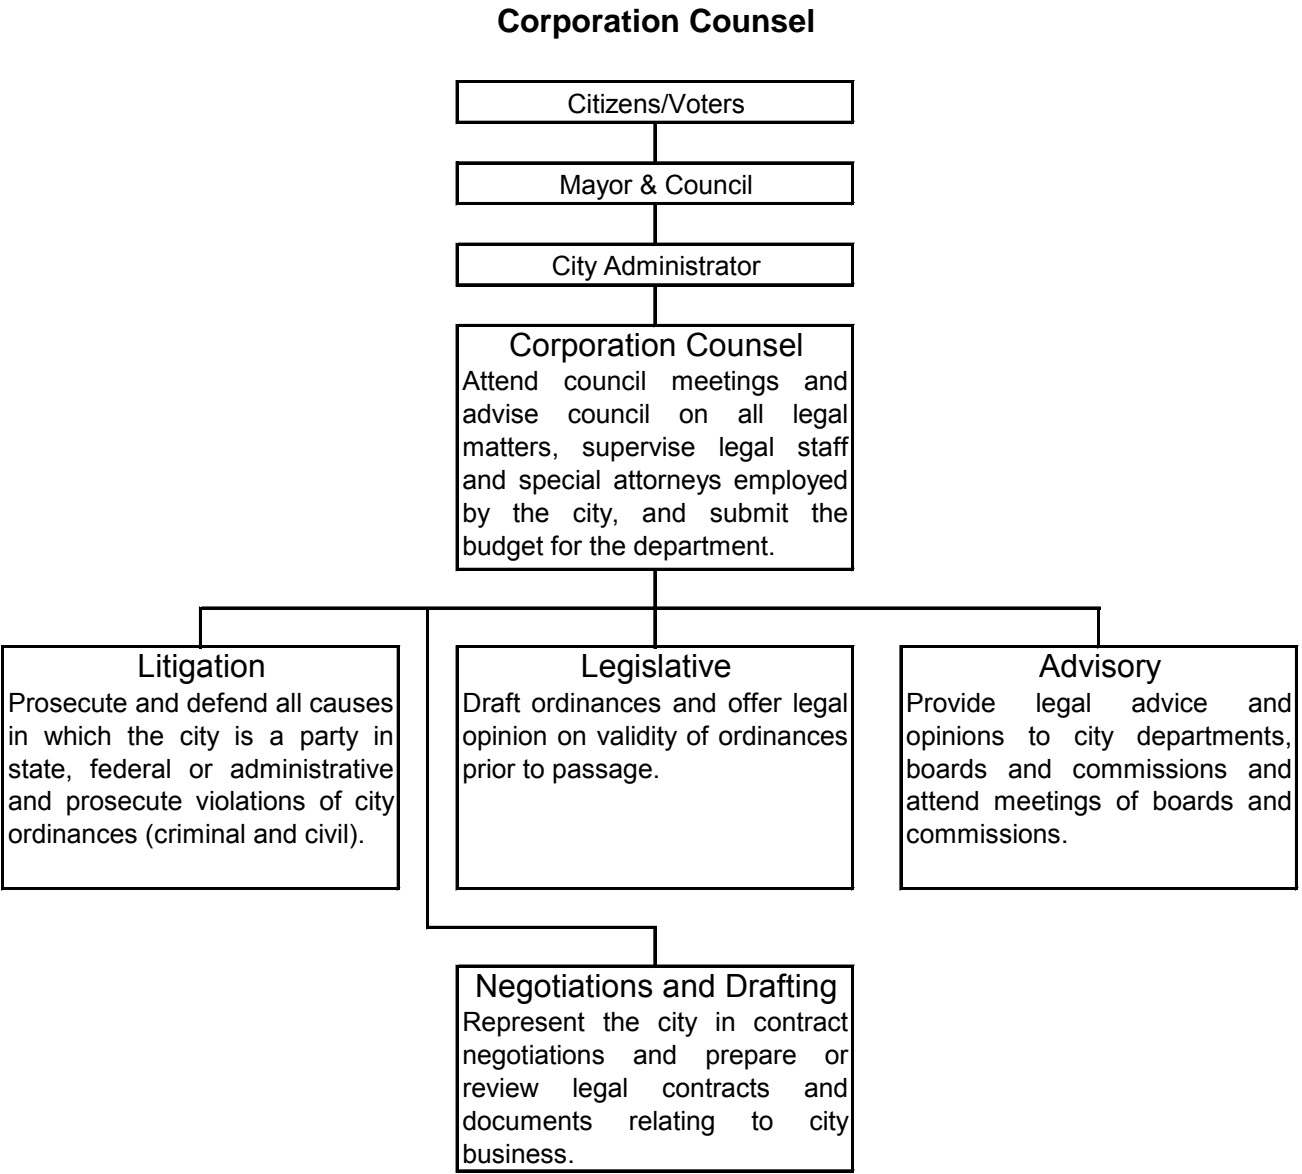 Corporation Counsel
Citizens/Voters
Mayor & Council
City Administrator
Corporation Counsel
Attend council meetings and
advise council on all legal
matters, supervise legal staff
and special attorneys employed
by the city, and submit the
budget for the department.
Litigation
Prosecute and defend all causes
in which the city is a party in
state, federal or administrative
and prosecute violations of city
ordinances (criminal and civil).
Legislative
Draft ordinances and offer legal
opinion on validity of ordinances
prior to passage.
Advisory
Provide legal advice and
opinions to city departments,
boards and commissions and
attend meetings of boards and
commissions.
Negotiations and Drafting
Represent the city in contract
negotiations and prepare or
review legal contracts and
documents relating to city
business.